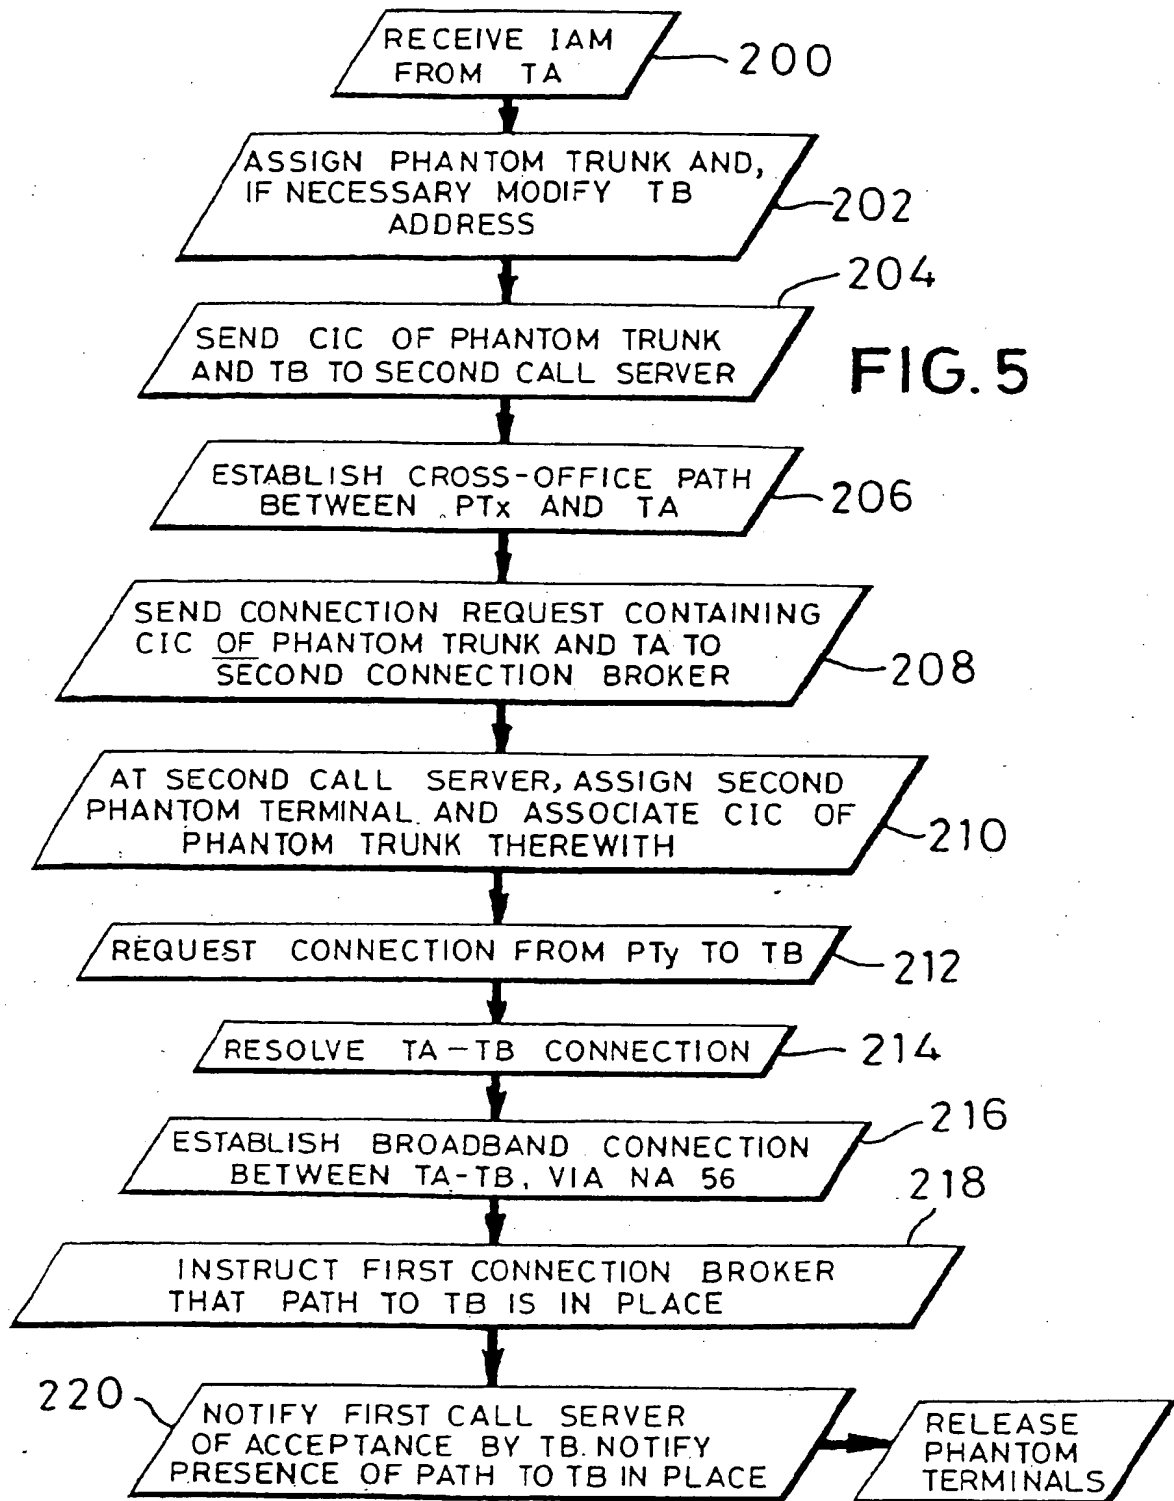 RECEIVE IAM
FROM TA
200
ASSIGN PHANTOM TRUNK AND,
IF NECESSARY MODIFY TB
ADDRESS
202
204
SEND CIC OF PHANTOM TRUNK
AND TB TO SECOND CALL SERVER
FIG. 5
ESTABLISH CROSS-OFFICE PATH
BETWEEN PTx AND TA
206
SEND CONNECTION REQUEST CONTAINING
CIC OF PHANTOM TRUNK AND TA TO
SECOND CONNECTION BROKER
208
AT SECOND CALL SERVER, ASSIGN SECOND
PHANTOM TERMINAL AND ASSOCIATE CIC OF
PHANTOM TRUNK THEREWITH
210
REQUEST CONNECTION FROM PTy TO TB
212
RESOLVE TA-TB CONNECTION
214
216
ESTABLISH BROADBAND CONNECTION
BETWEEN TA-TB, VIA NA 56
218
INSTRUCT FIRST CONNECTION BROKER
THAT PATH TO TB IS IN PLACE
220
NOTIFY FIRST CALL SERVER
OF ACCEPTANCE BY TB. NOTIFY
PRESENCE OF PATH TO TB IN PLACE
RELEASE
PHANTOM
TERMINALS